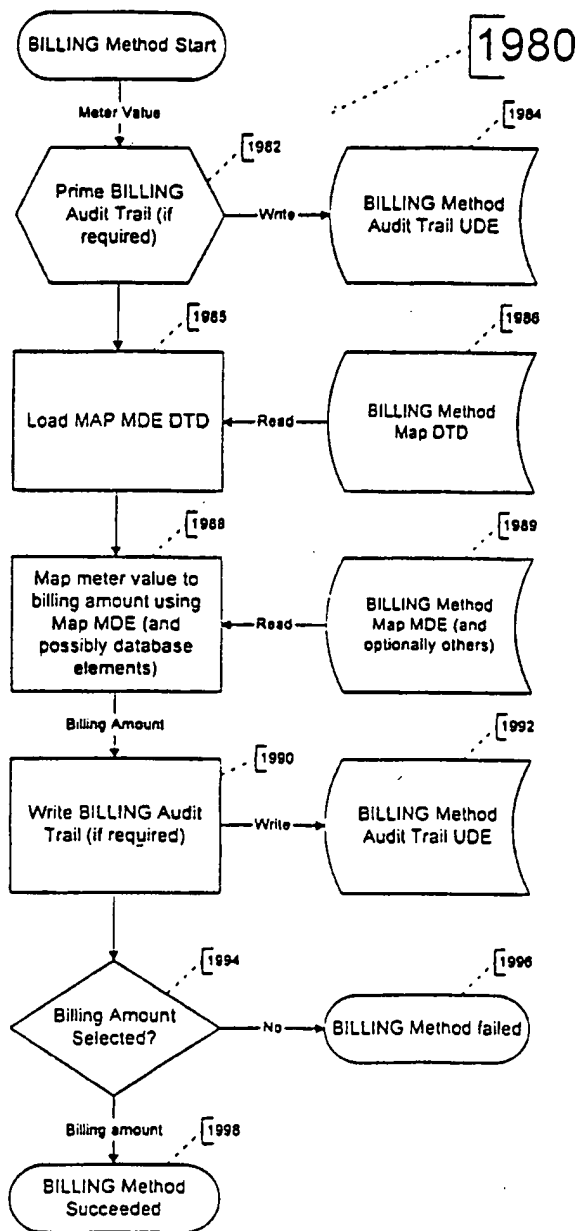 BILLING Method Start
1980
Meter Value
1982
1984
Prime BILLING
Audit Trail (if
required)
Write
BILLING Method
Audit Trail UDE
1985
1986
Load MAP MDE DTD
Read
BILLING Method
Map DTD
1988
1989
Map meter value to
billing amount using
Map MDE (and
possibly database
elements)
Read
BILLING Method
Map MDE (and
optionally others)
Billing Amount
1990
1992
Write BILLING Audit
Trail (if required)
Write
BILLING Method
Audit Trail UDE
1994
1996
Billing Amount
Selected?
No
BILLING Method failed
Billing amount
1998
BILLING Method
Succeeded